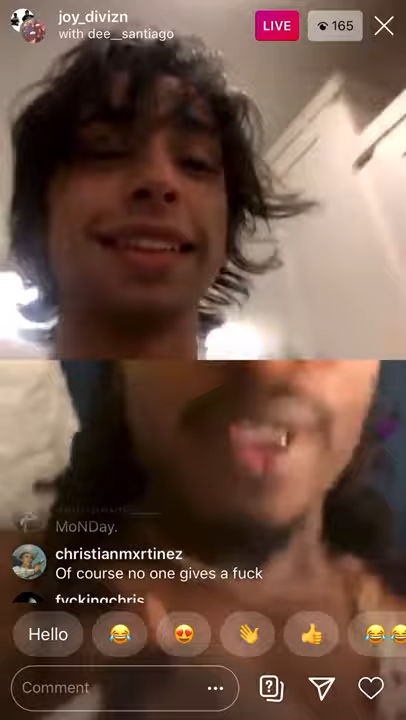 joy_divizn
with dee__santiago
LIVE
165
MoNDay.
christianmxrtinez
Of course no one gives a fuck
fvckingchris
Hello
Comment